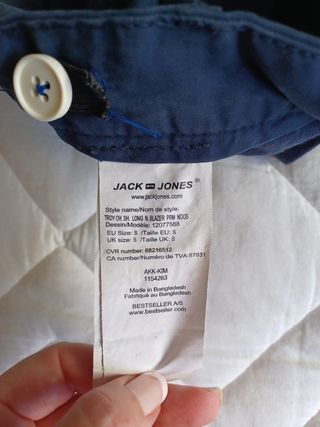 JACK AND JONES®
www.jackjones.com
Style name/Nom de style:
TROY CH SH. LONG N.BLAZER PRM NOOS
Dessin/Modèle: 12077566
EU Size: S /Taille EU: S
UK size: S /Taille UK: S
CVR number: 88216512
CA number/Numéro de TVA:57831
AKK-KIM
1154263
Made in Bangladesh
Fabriqué au Bangladesh
BESTSELLER A/S
www.bestseller.com